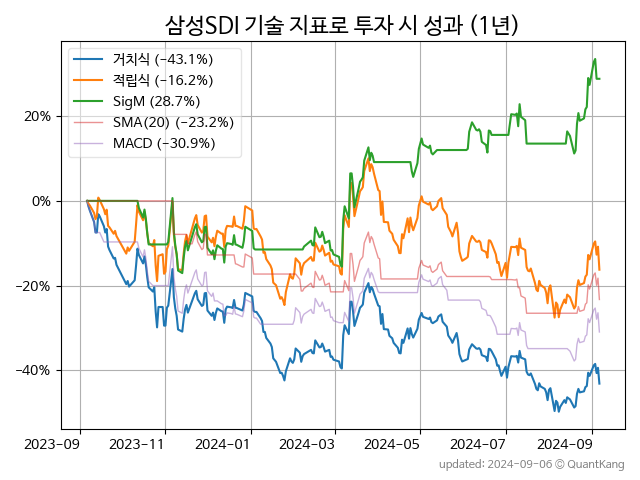 삼성SDI 기술 지표로 투자 시 성과 (1년)
거치식 (−43.1%)
적립식 (−16.2%)
SigM (28.7%)
SMA(20) (−23.2%)
MACD (−30.9%)
20%
0%
−20%
−40%
2023-09 2023-11 2024-01 2024-03 2024-05 2024-07 2024-09
updated: 2024-09-06 © QuantKang